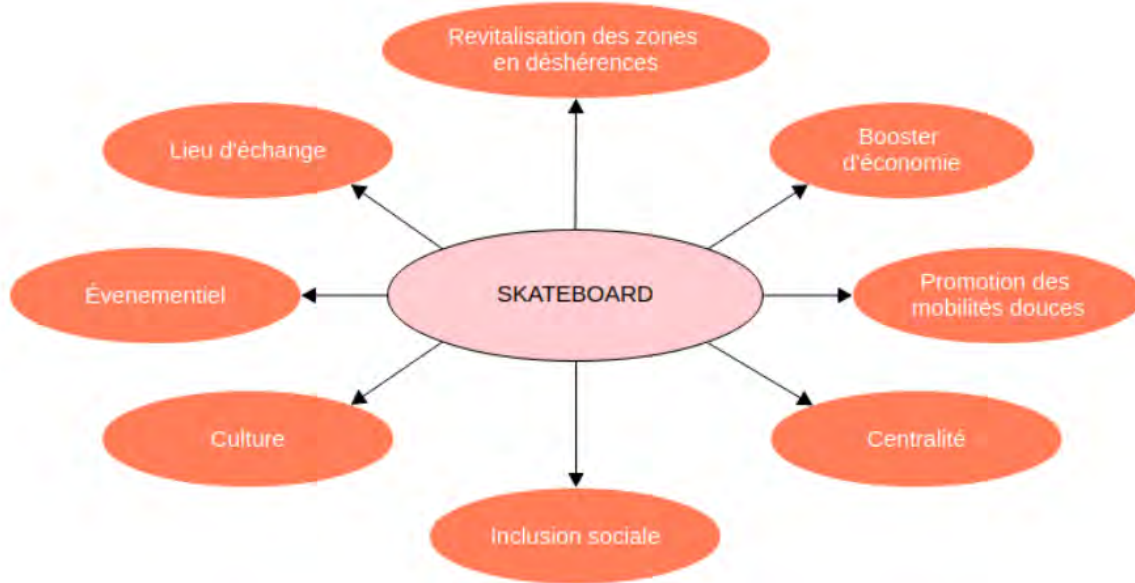 Revitalisation des zones
en déshérences
Lieu d'échange
Booster
d'économie
Évenementiel
SKATEBOARD
Promotion des
mobilités douces
Culture
Centralité
Inclusion sociale